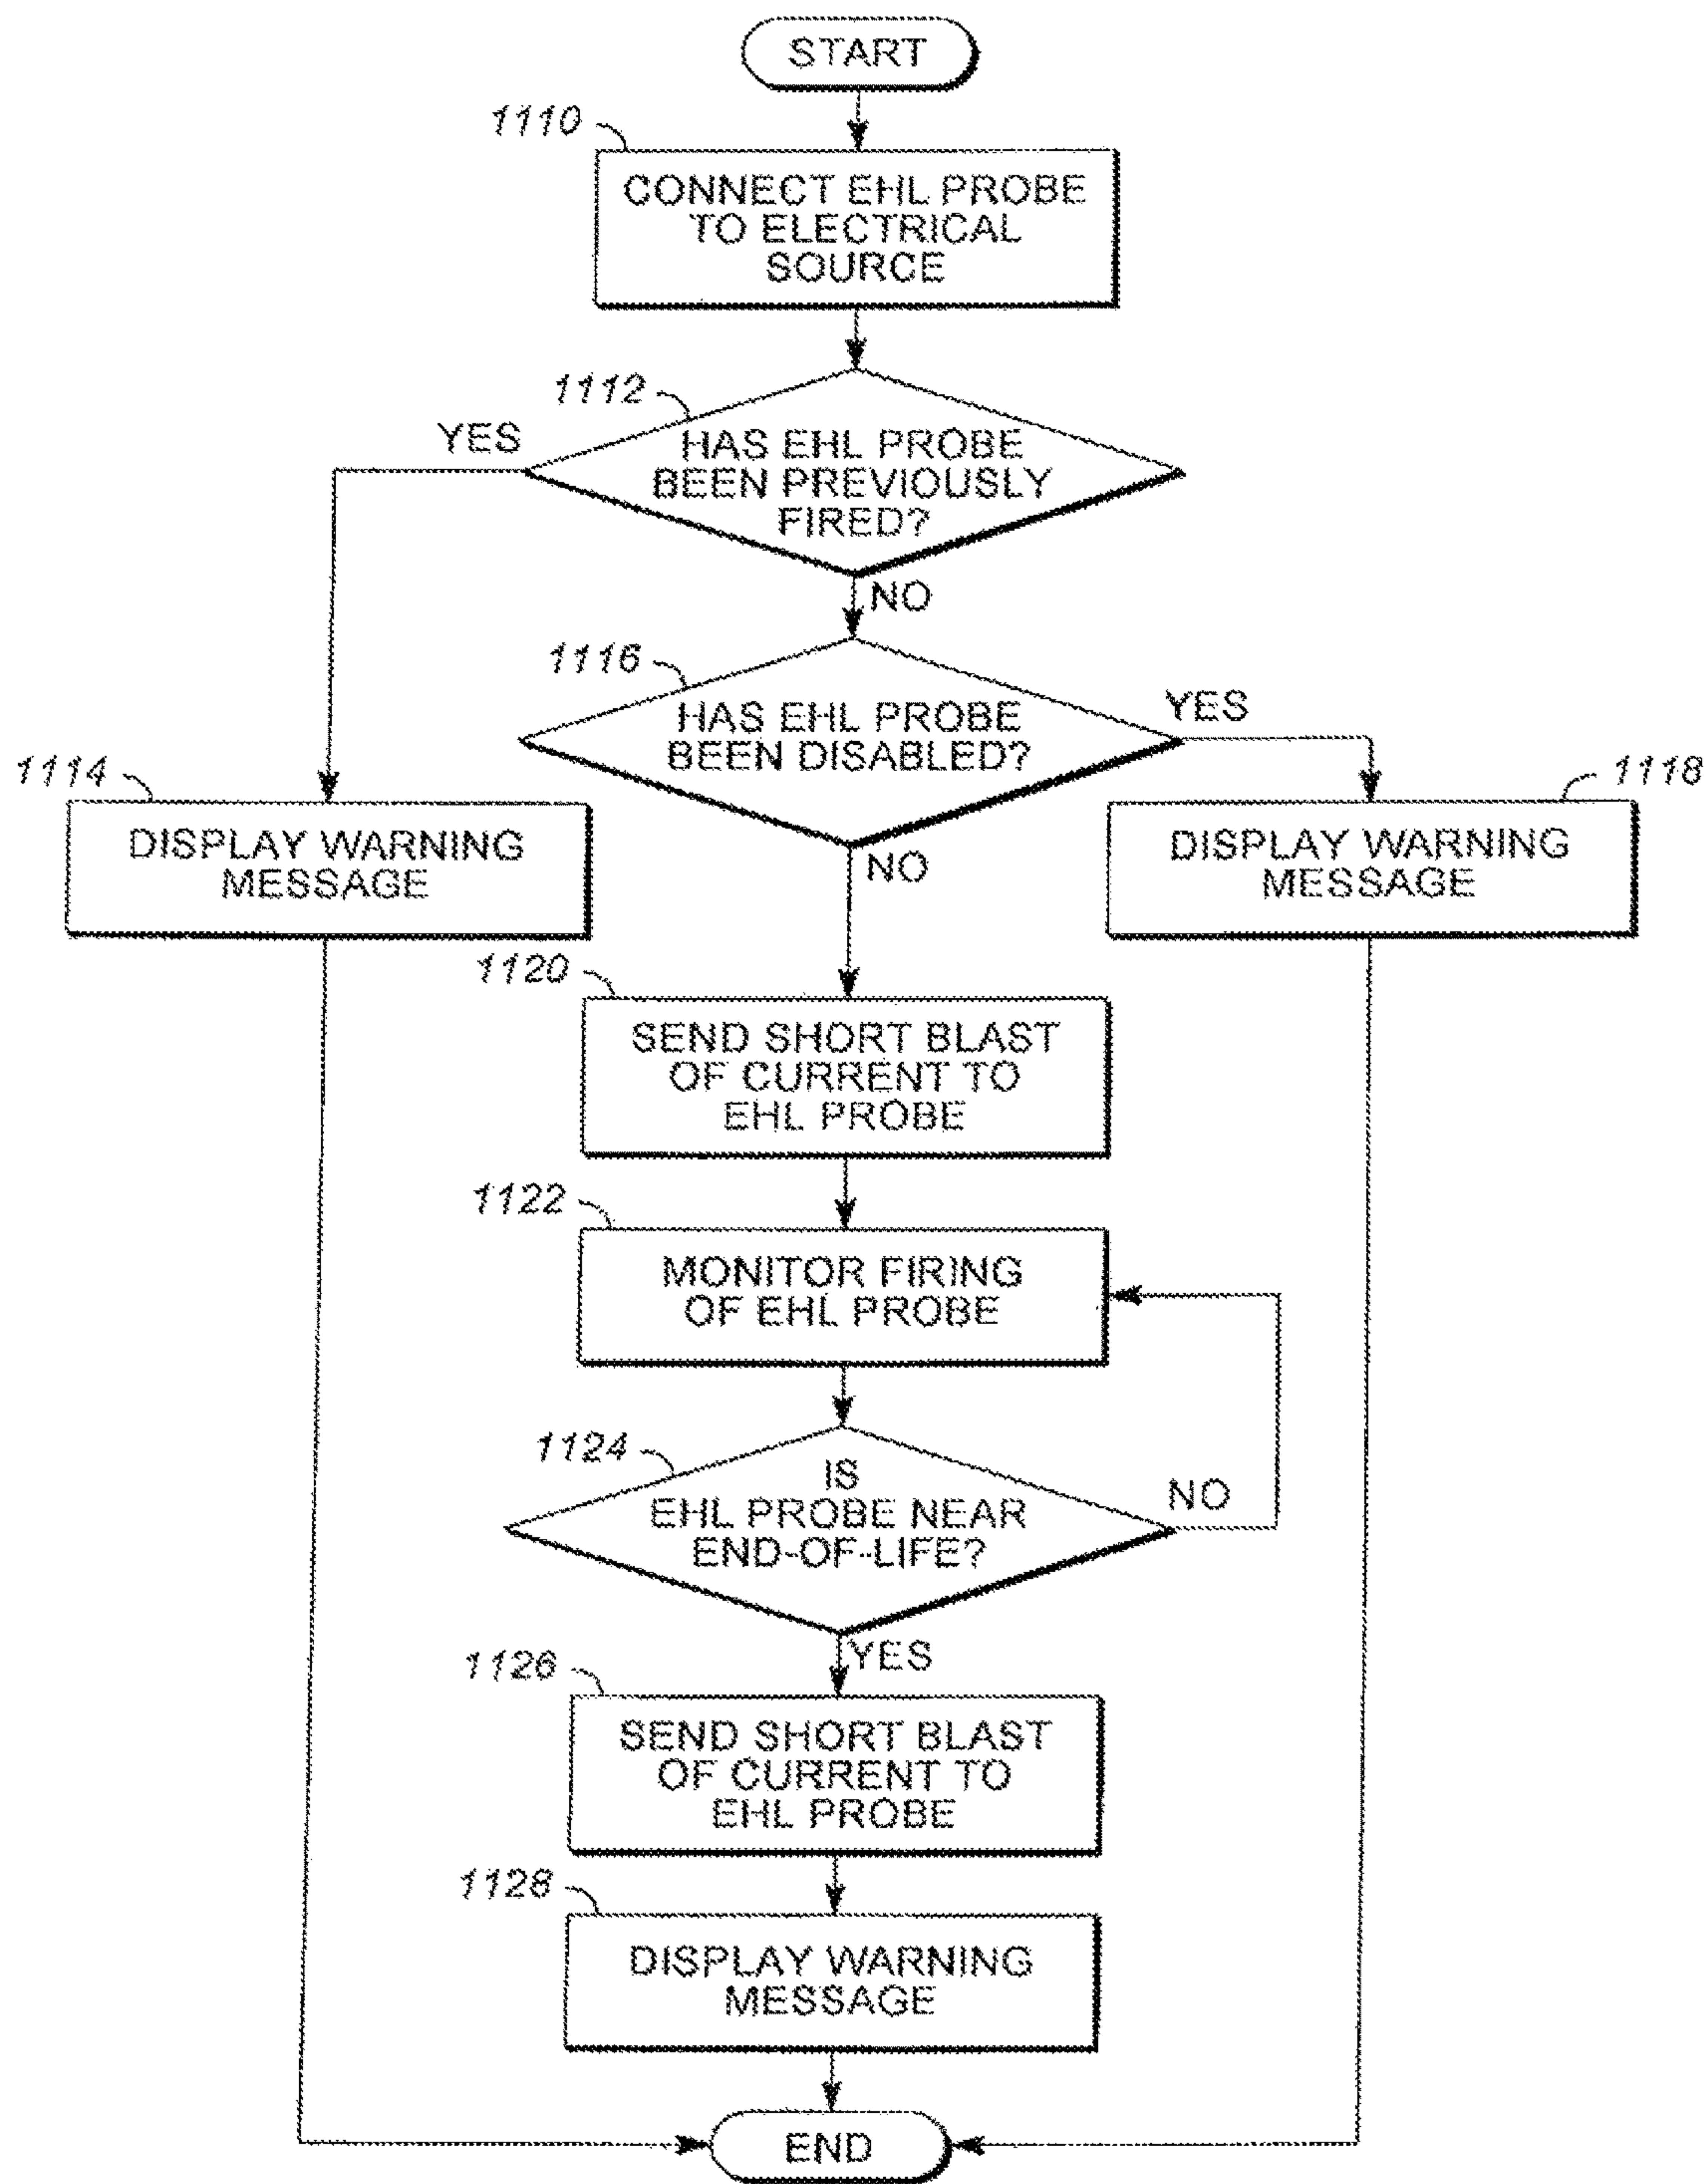 START
1110
CONNECT EHL PROBE
TO ELECTRICAL
SOURCE
1112
YES
HAS EHL PROBE
BEEN PREVIOUSLY
FIRED?
NO
1116
HAS EHL PROBE
BEEN DISABLED?
YES
1114
1118
DISPLAY WARNING
MESSAGE
NO
DISPLAY WARNING
MESSAGE
1120
SEND SHORT BLAST
OF CURRENT TO
EHL PROBE
1122
MONITOR FIRING
OF EHL PROBE
1124
IS
EHL PROBE NEAR
END-OF-LIFE?
NO
YES
1126
SEND SHORT BLAST
OF CURRENT TO
EHL PROBE
1128
DISPLAY WARNING
MESSAGE
END